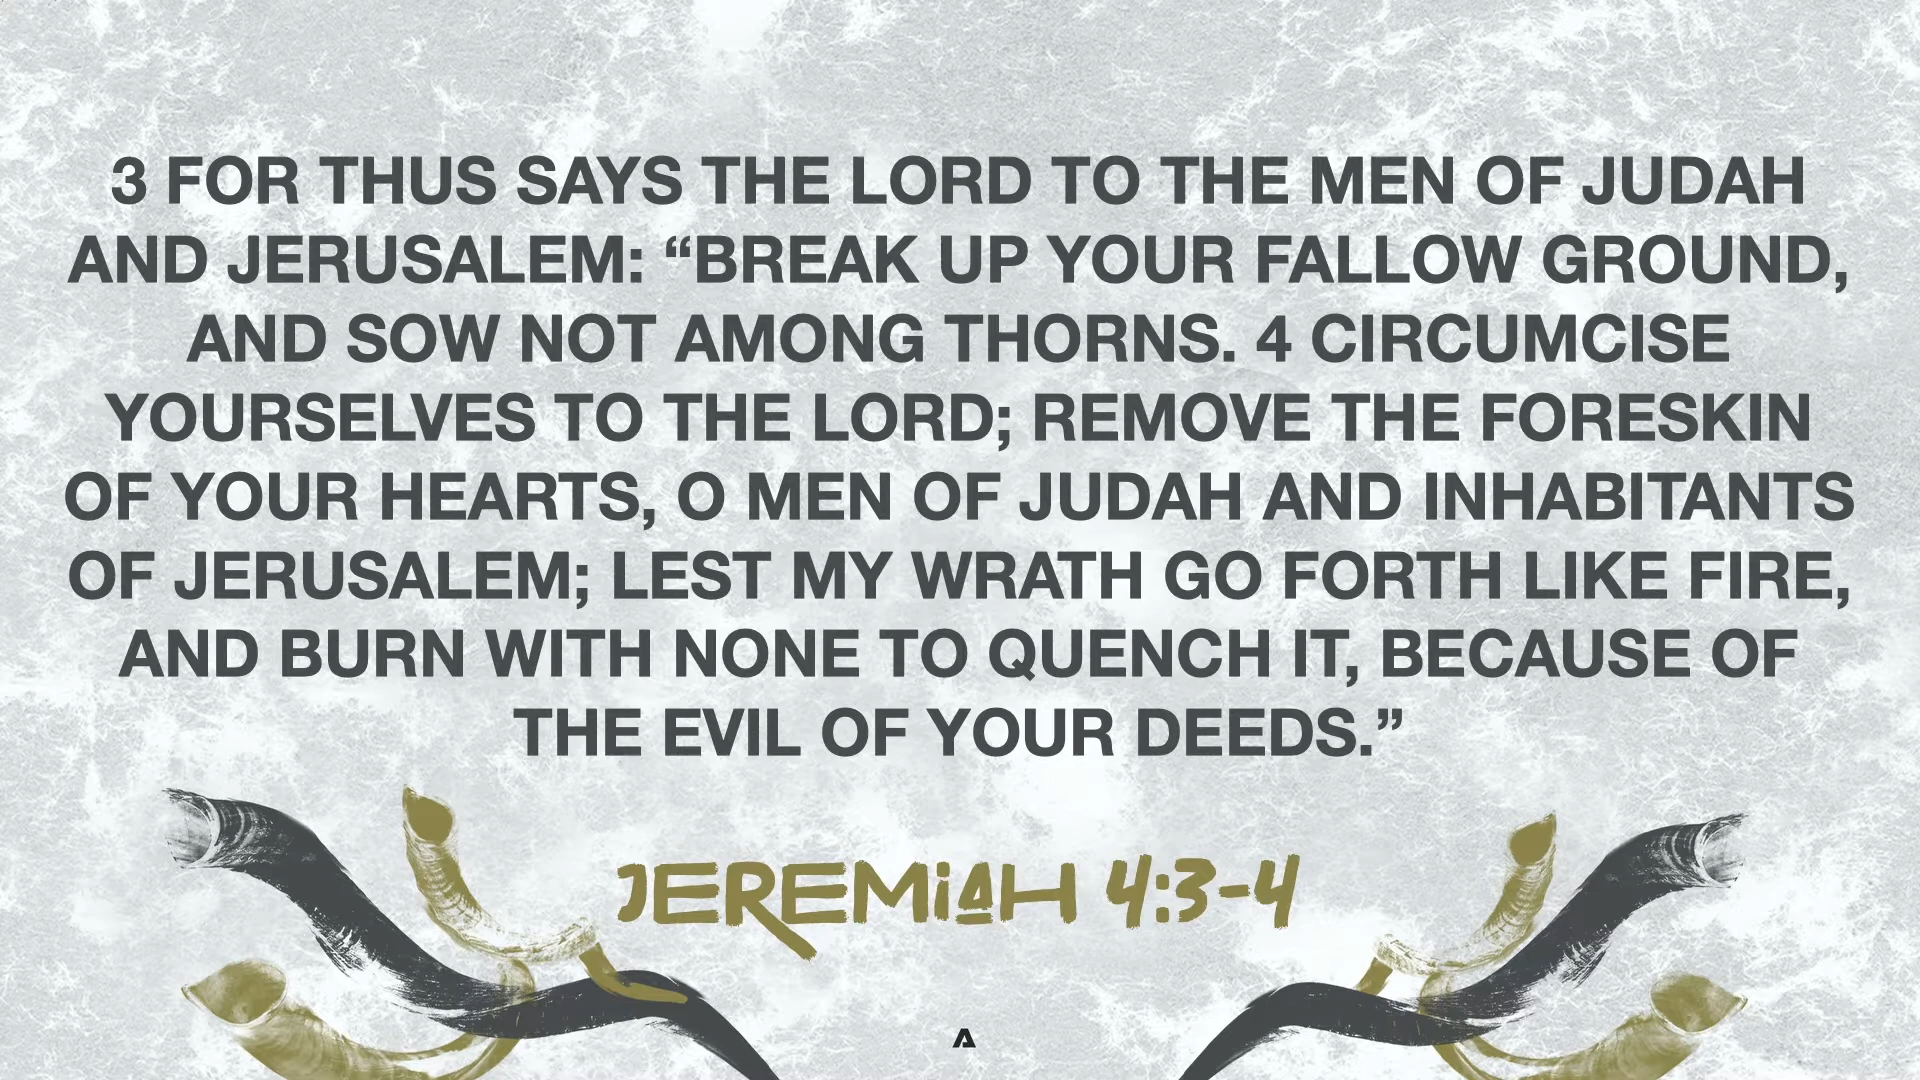 3 FOR THUS SAYS THE LORD TO THE MEN OF JUDAH
AND JERUSALEM: “BREAK UP YOUR FALLOW GROUND,
AND SOW NOT AMONG THORNS. 4 CIRCUMCISE
YOURSELVES TO THE LORD; REMOVE THE FORESKIN
OF YOUR HEARTS, O MEN OF JUDAH AND INHABITANTS
OF JERUSALEM; LEST MY WRATH GO FORTH LIKE FIRE,
AND BURN WITH NONE TO QUENCH IT, BECAUSE OF
THE EVIL OF YOUR DEEDS.”
JEREMiAH 4:3-4